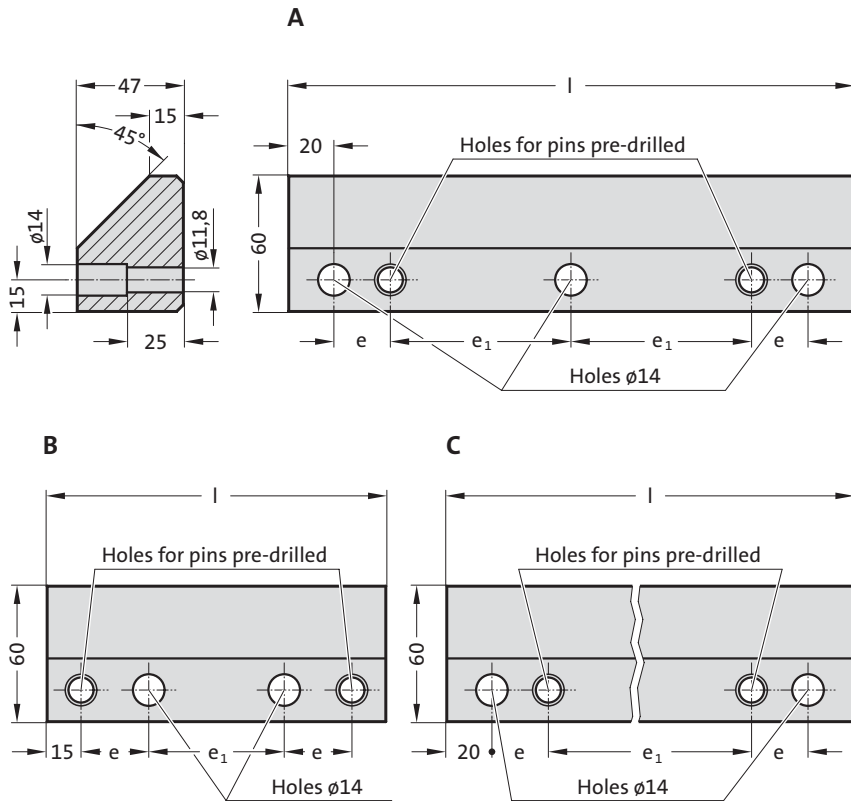 A
47
15
45°
ø14
ø11,8
15
25
l
20
Holes for pins pre-drilled
60
e
e₁
e₁
e
Holes ø14
B
l
Holes for pins pre-drilled
60
15
e
e₁
e
Holes ø14
C
l
Holes for pins pre-drilled
60
20
e
e₁
e
Holes ø14